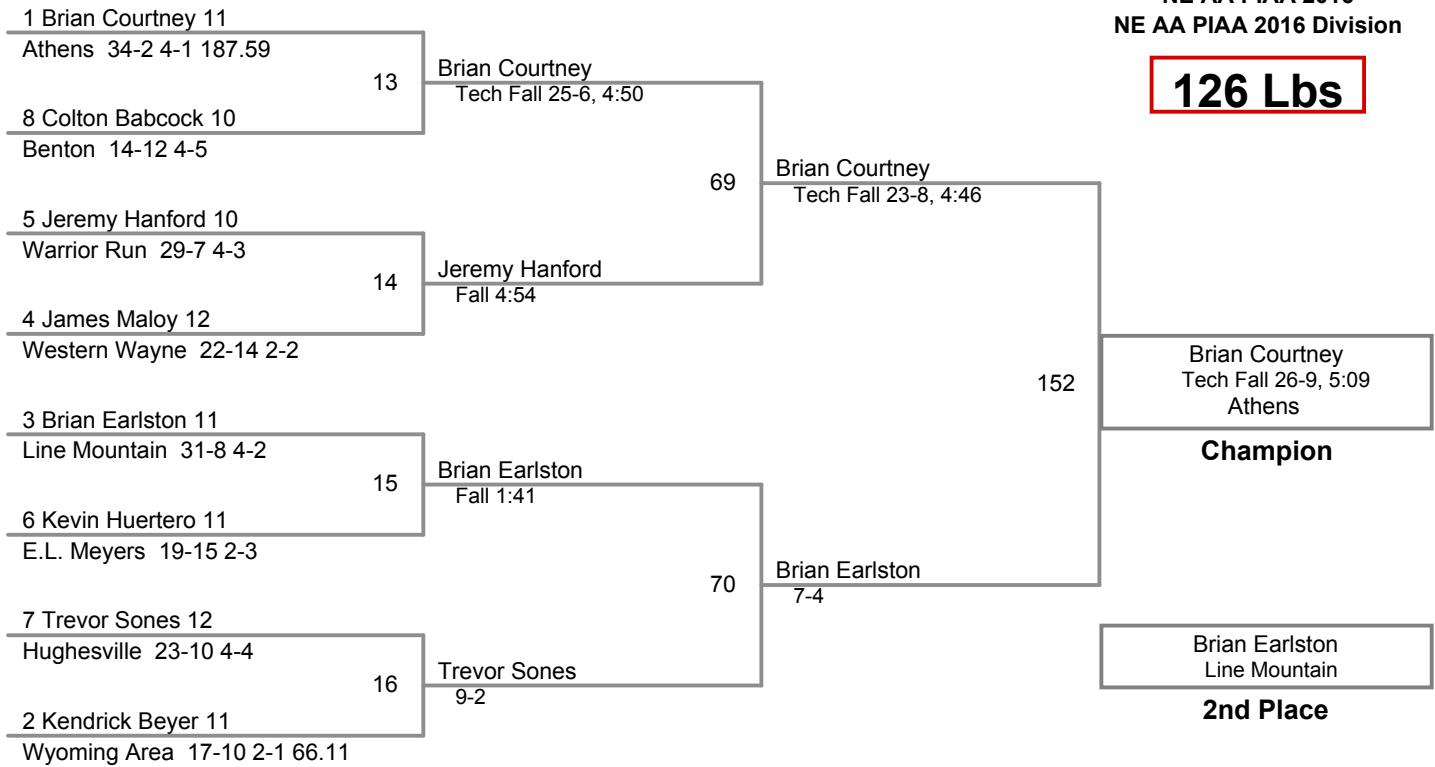 NE AA PIAA 2016
NE AA PIAA 2016 Division
126 Lbs
1 Brian Courtney 11
Athens 34-2 4-1 187.59
13
Brian Courtney
Tech Fall 25-6, 4:50
8 Colton Babcock 10
Benton 14-12 4-5
69
Brian Courtney
Tech Fall 23-8, 4:46
5 Jeremy Hanford 10
Warrior Run 29-7 4-3
14
Jeremy Hanford
Fall 4:54
4 James Maloy 12
Western Wayne 22-14 2-2
152
Brian Courtney
Tech Fall 26-9, 5:09
Athens
Champion
3 Brian Earlston 11
Line Mountain 31-8 4-2
15
Brian Earlston
Fall 1:41
6 Kevin Huertero 11
E.L. Meyers 19-15 2-3
70
Brian Earlston
7-4
7 Trevor Sones 12
Hughesville 23-10 4-4
16
Trevor Sones
9-2
2 Kendrick Beyer 11
Wyoming Area 17-10 2-1 66.11
Brian Earlston
Line Mountain
2nd Place